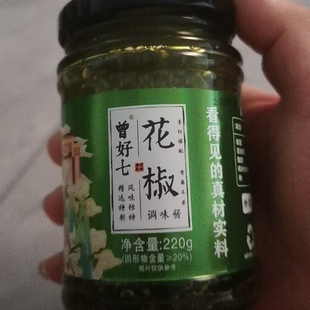 曾好七®
花椒
调味酱
风味独特
精选特制
看得见的真材实料
净含量:220g
(固形物含量≥20%)
图片仅供参考